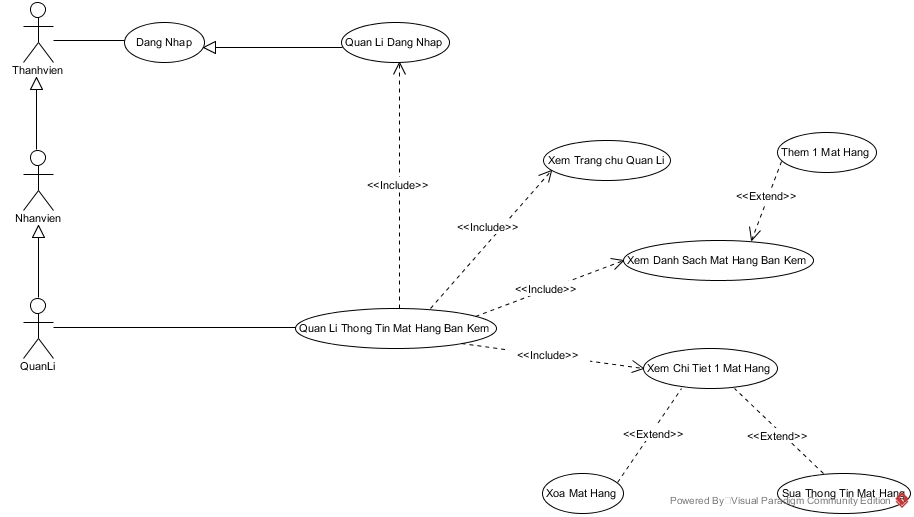 Dang Nhap
Quan Li Dang Nhap
Thanhvien
Them 1 Mat Hang
Xem Trang chu Quan Li
<<Include>>
<<Extend>>
Nhanvien
<<Include>>
Xem Danh Sach Mat Hang Ban Kem
<<Include>>
Quan Li Thong Tin Mat Hang Ban Kem
<<Include>>
QuanLi
Xem Chi Tiet 1 Mat Hang
<<Extend>>
<<Extend>>
Xoa Mat Hang
Sua Thong Tin Mat Hang
Powered By Visual Paradigm Community Edition